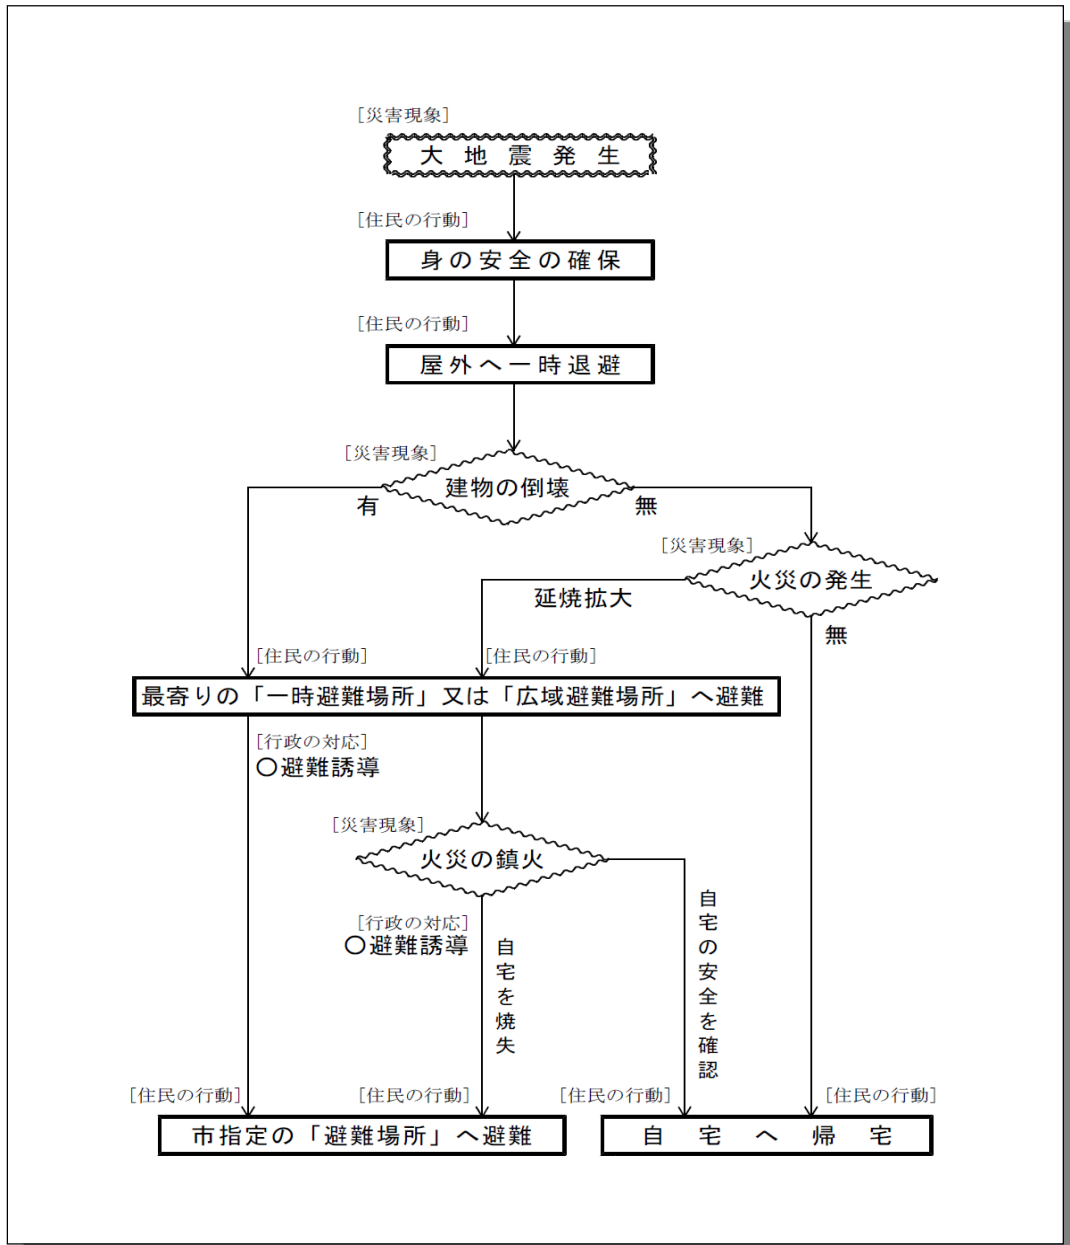 [災害現象]
大地震発生
[住民の行動]
身の安全の確保
[住民の行動]
屋外へ一時退避
[災害現象]
建物の倒壊
有
無
[災害現象]
火災の発生
延焼拡大
無
[住民の行動]
[住民の行動]
最寄りの「一時避難場所」又は「広域避難場所」へ避難
[行政の対応]
〇避難誘導
[災害現象]
火災の鎮火
[行政の対応]
〇避難誘導
自宅を焼失
自宅の安全を確認
[住民の行動]
[住民の行動]
[住民の行動]
[住民の行動]
市指定の「避難場所」へ避難
自宅へ帰宅